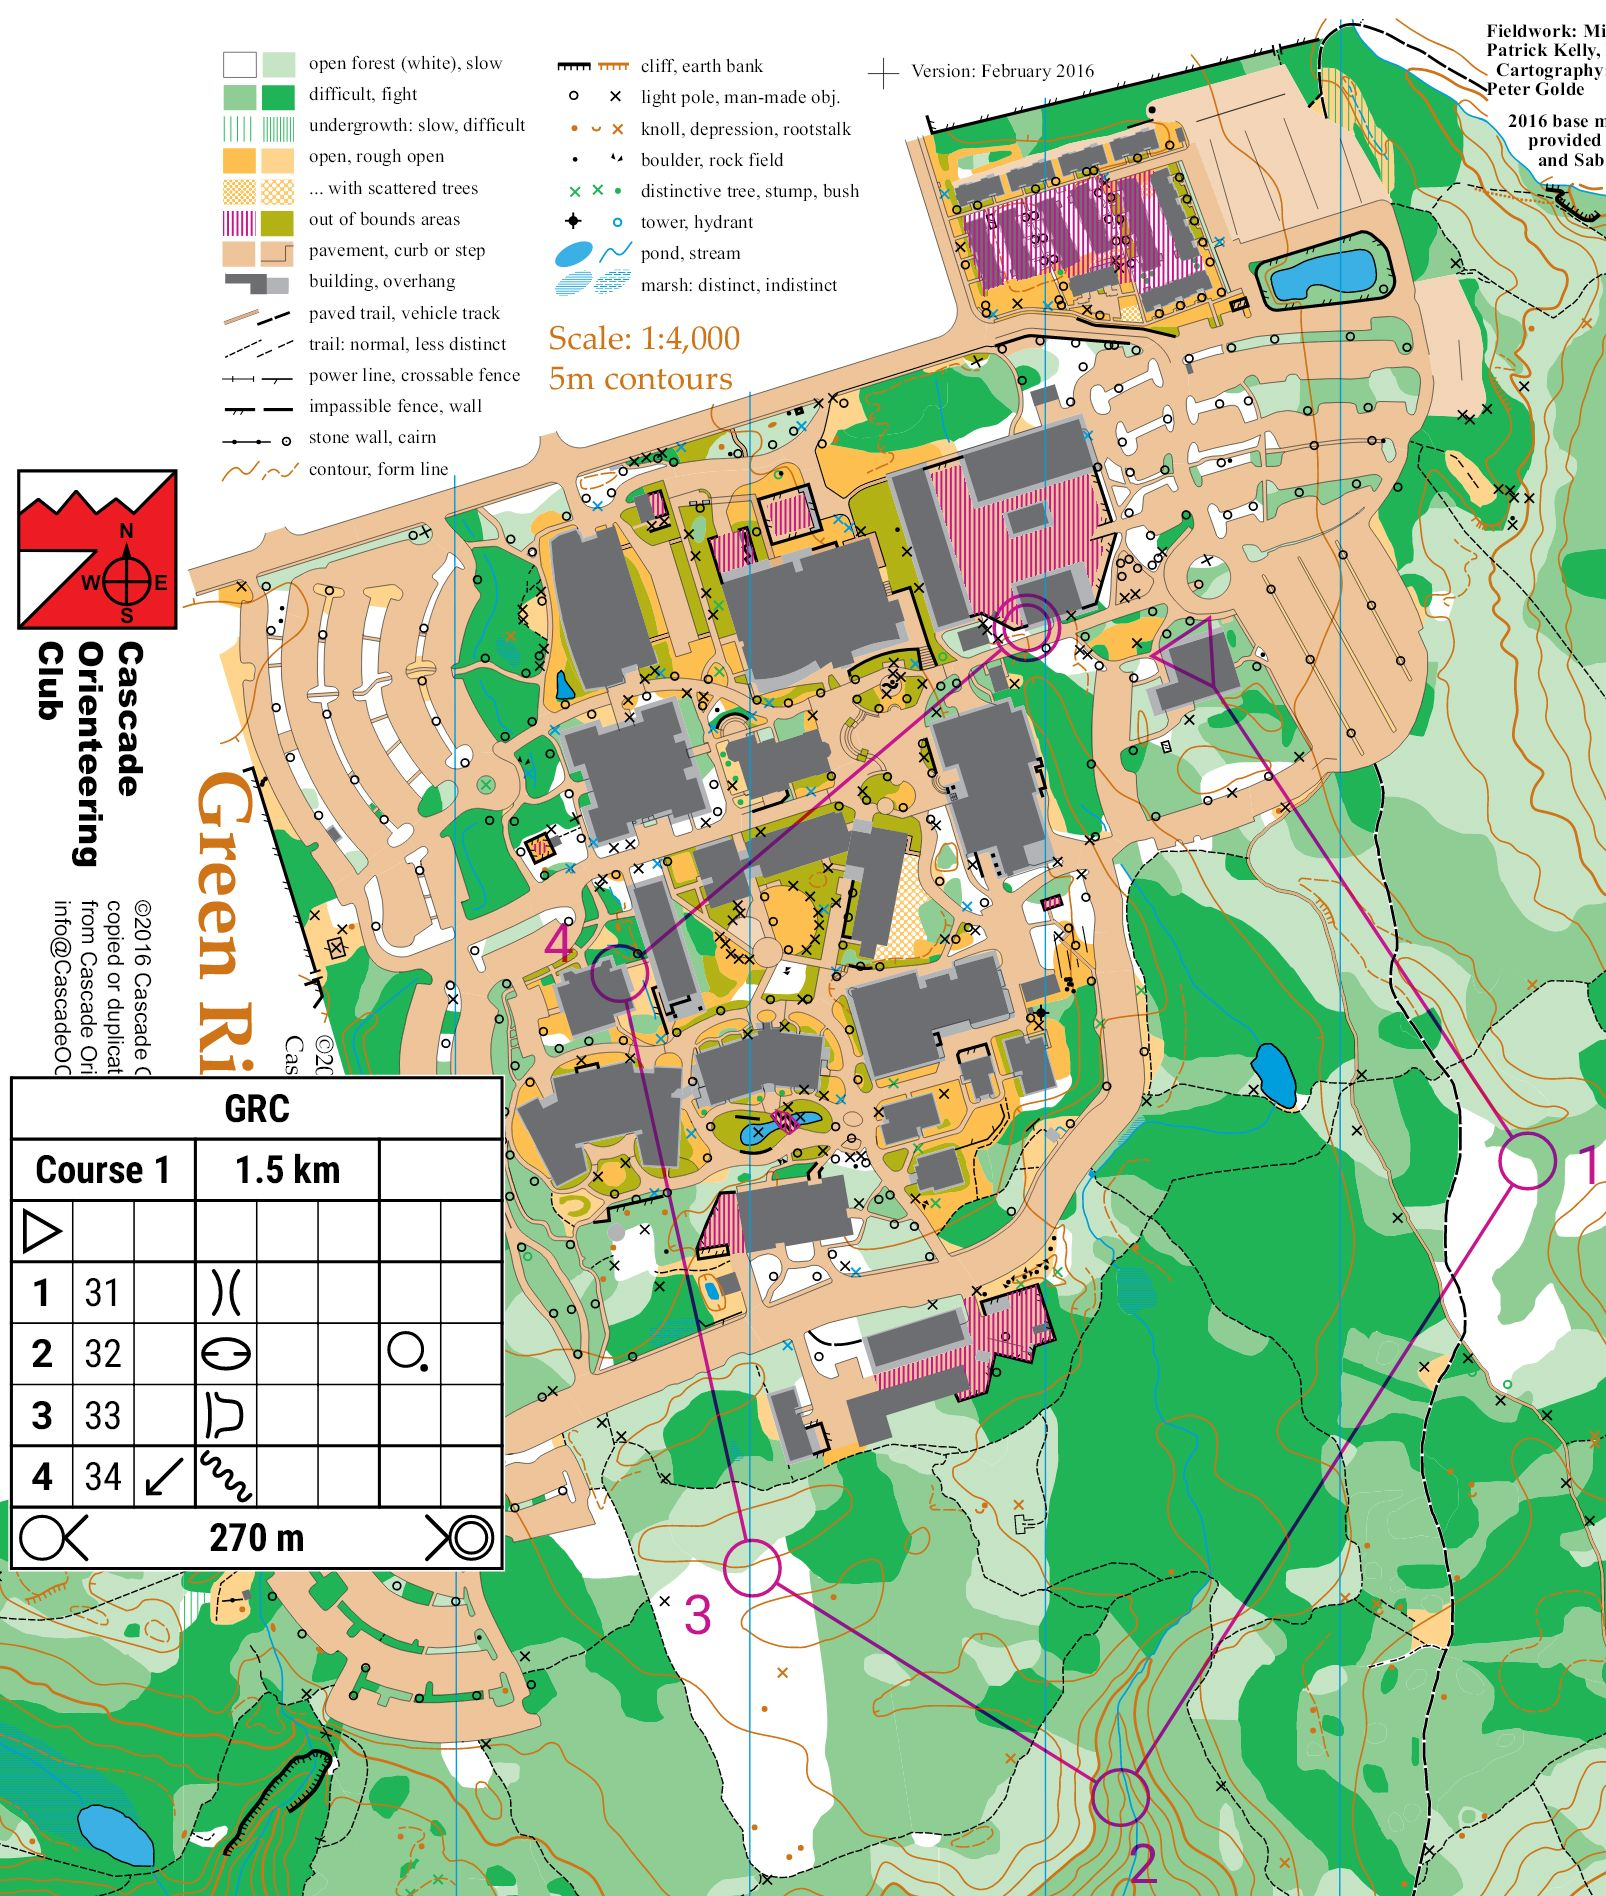 open forest (white), slow
difficult, fight
undergrowth: slow, difficult
open, rough open
... with scattered trees
out of bounds areas
pavement, curb or step
building, overhang
paved trail, vehicle track
trail: normal, less distinct
power line, crossable fence
impassible fence, wall
stone wall, cairn
contour, form line
cliff, earth bank
light pole, man-made obj.
knoll, depression, rootstalk
boulder, rock field
distinctive tree, stump, bush
tower, hydrant
pond, stream
marsh: distinct, indistinct
Scale: 1:4,000
5m contours
Version: February 2016
Fieldwork: Mi
Patrick Kelly,
Cartography
Peter Golde
2016 base m
provided
and Sab
N
W E
S
Cascade
Orienteering
Club
©2016 Cascade
copied or duplicat
from Cascade Ori
info@CascadeOC
Green Ri
©20
Cas
GRC
Course 1 1.5 km
1 31
2 32
3 33
4 34
270 m
1
2
3
4